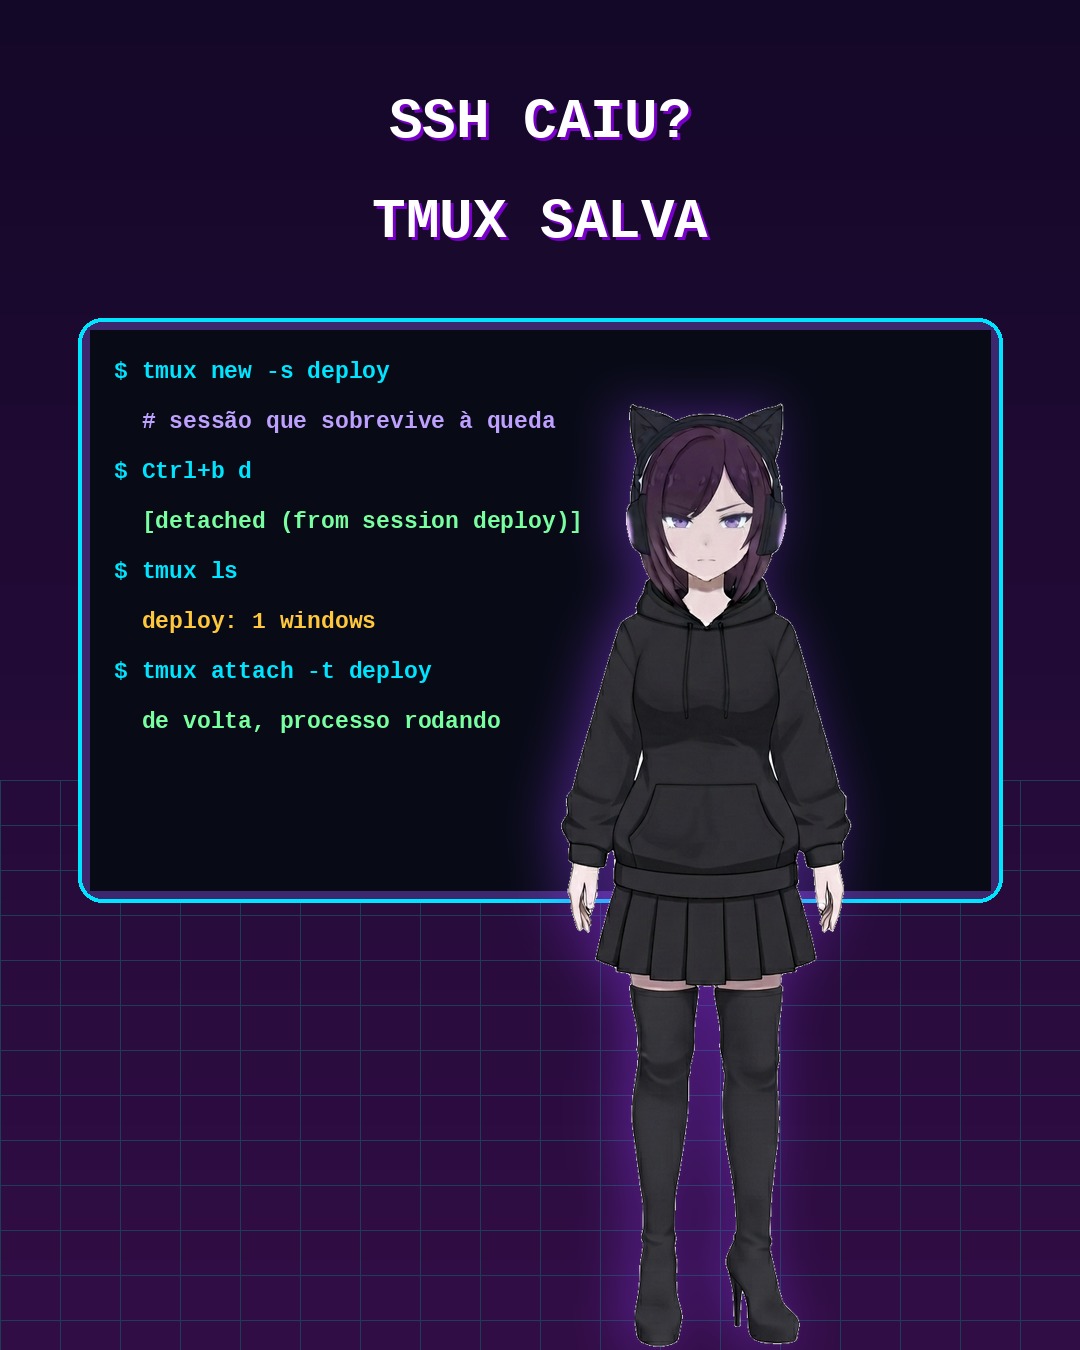 SSH CAIU?
TMUX SALVA
$ tmux new -s deploy
# sessão que sobrevive à queda
$ Ctrl+b d
[detached (from session deploy)]
$ tmux ls
deploy: 1 windows
$ tmux attach -t deploy
de volta, processo rodando